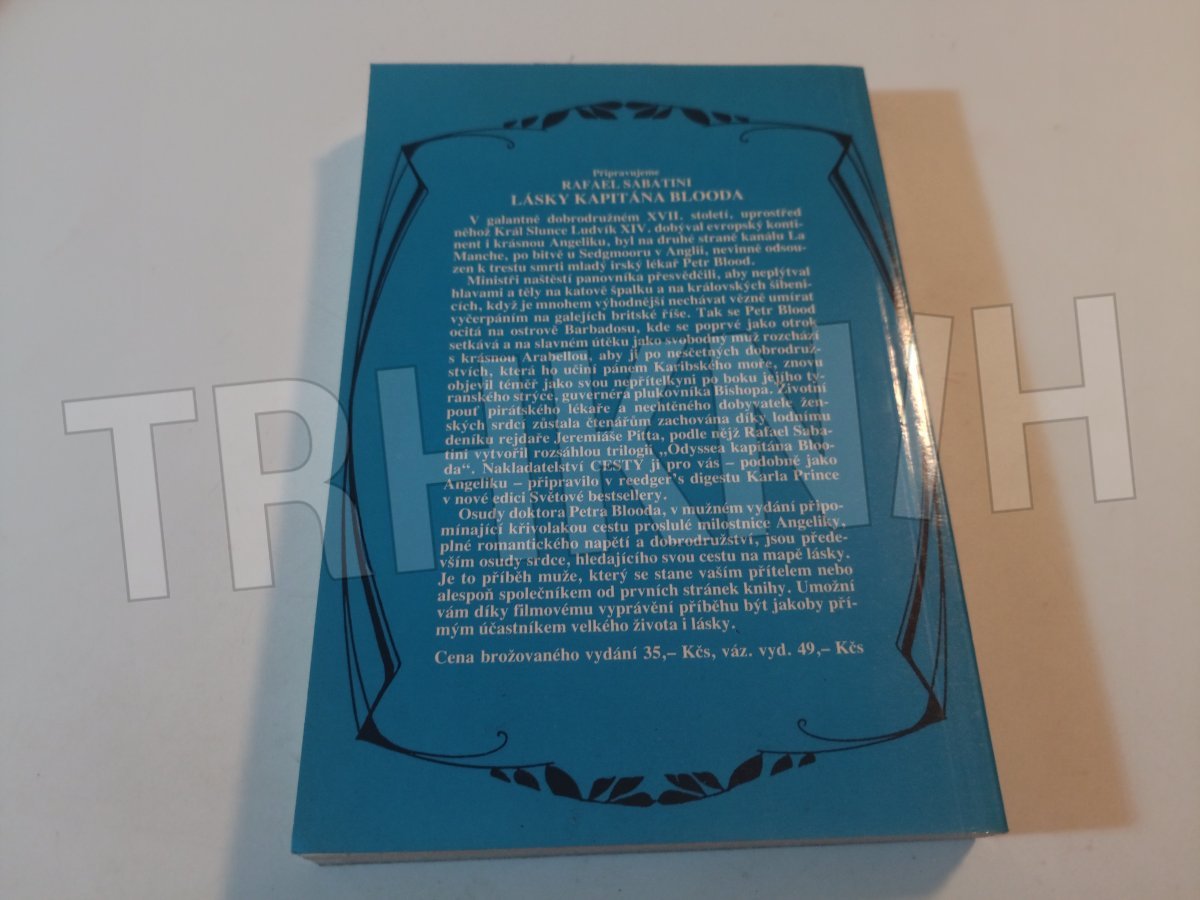 Připravujeme
RAFAEL SABATINI
LÁSKY KAPITÁNA BLOODA
V galantně dobrodružném XVII. století, uprostřed
něhož Král Slunce Ludvík XIV. dobýval evropský konti-
nent i krásnou Angeliku, byl na druhé straně kanálu La
Manche, po bitvě u Sedgmooru v Anglii, nevinně odsou-
zen k trestu smrti mladý irský lékař Petr Blood.
Ministři naštěstí panovníka přesvědčili, aby neplýtval
hlavami a těly na katově špalku a na královských šibeni-
cích, když je mnohem výhodnější nechávat vězně umírat
vyčerpáním na galejích britské říše. Tak se Petr Blood
ocitá na ostrově Barbadosu, kde se poprvé jako otrok
setkává a na slavném útěku jako svobodný muž rozchází
s krásnou Arabellou, aby ji po nesčetných dobrodruž-
stvích, která ho učiní pánem Karibského moře, znovu
objevil téměř jako svou nepřítelkyni po boku jejího ty-
ranského strýce, guvernéra plukovníka Bishopa. Životní
pouť pirátského lékaře a nechtěného dobyvatele žen-
ských srdcí zůstala čtenářům zachována díky lodnímu
deníku rejdaře Jeremiáše Pitta, podle nějž Rafael Saba-
tini vytvořil rozsáhlou trilogii „Odyssea kapitána Bloo-
da“. Nakladatelství CESTY ji pro vás – podobně jako
Angeliku – připravilo v reedger's digestu Karla Prince
v nové edici Světové bestsellery.
Osudy doktora Petra Blooda, v mužném vydání připo-
mínající křivolakou cestu proslulé milostnice Angeliky,
plné romantického napětí a dobrodružství, jsou přede-
vším osudy srdce, hledajícího svou cestu na mapě lásky.
Je to příběh muže, který se stane vaším přítelem nebo
alespoň společníkem od prvních stránek knihy. Umožní
vám díky filmovému vyprávění příběhu být jakoby pří-
mým účastníkem velkého života i lásky.
Cena brožovaného vydání 35,– Kčs, váz. vyd. 49,– Kčs